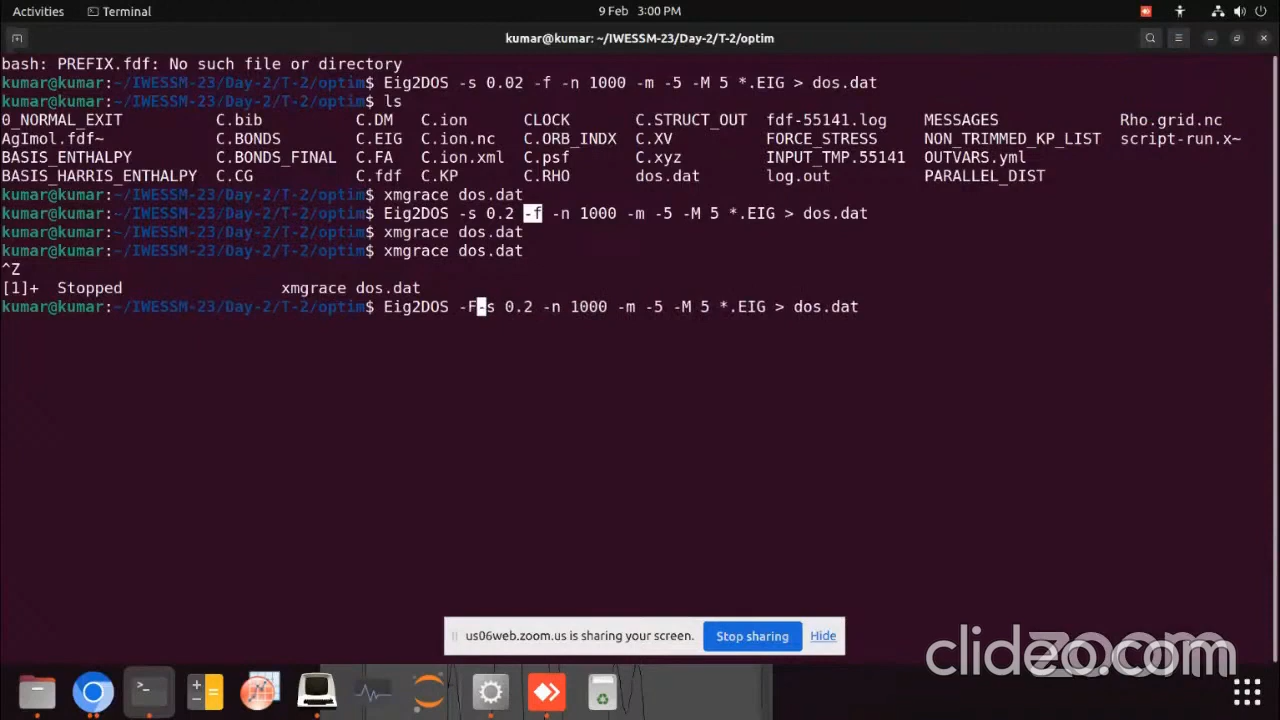 Activities Terminal 9 Feb 3:00 PM
kumar@kumar: ~/IWESSM-23/Day-2/T-2/optim
bash: PREFIX.fdf: No such file or directory
kumar@kumar:~/IWESSM-23/Day-2/T-2/optim$ Eig2DOS -s 0.02 -f -n 1000 -m -5 -M 5 *.EIG > dos.dat
kumar@kumar:~/IWESSM-23/Day-2/T-2/optim$ ls
0_NORMAL_EXIT C.bib C.DM C.ion CLOCK C.STRUCT_OUT fdf-55141.log MESSAGES Rho.grid.nc
AgImol.fdf~ C.BONDS C.EIG C.ion.nc C.ORB_INDX C.XV FORCE_STRESS NON_TRIMMED_KP_LIST script-run.x~
BASIS_ENTHALPY C.BONDS_FINAL C.FA C.ion.xml C.psf C.xyz INPUT_TMP.55141 OUTVARS.yml
BASIS_HARRIS_ENTHALPY C.CG C.fdf C.KP C.RHO dos.dat log.out PARALLEL_DIST
kumar@kumar:~/IWESSM-23/Day-2/T-2/optim$ xmgrace dos.dat
kumar@kumar:~/IWESSM-23/Day-2/T-2/optim$ Eig2DOS -s 0.2 -f -n 1000 -m -5 -M 5 *.EIG > dos.dat
kumar@kumar:~/IWESSM-23/Day-2/T-2/optim$ xmgrace dos.dat
kumar@kumar:~/IWESSM-23/Day-2/T-2/optim$ xmgrace dos.dat
^Z
[1]+ Stopped xmgrace dos.dat
kumar@kumar:~/IWESSM-23/Day-2/T-2/optim$ Eig2DOS -F-s 0.2 -n 1000 -m -5 -M 5 *.EIG > dos.dat
us06web.zoom.us is sharing your screen. Stop sharing Hide
clideo.com
zoom